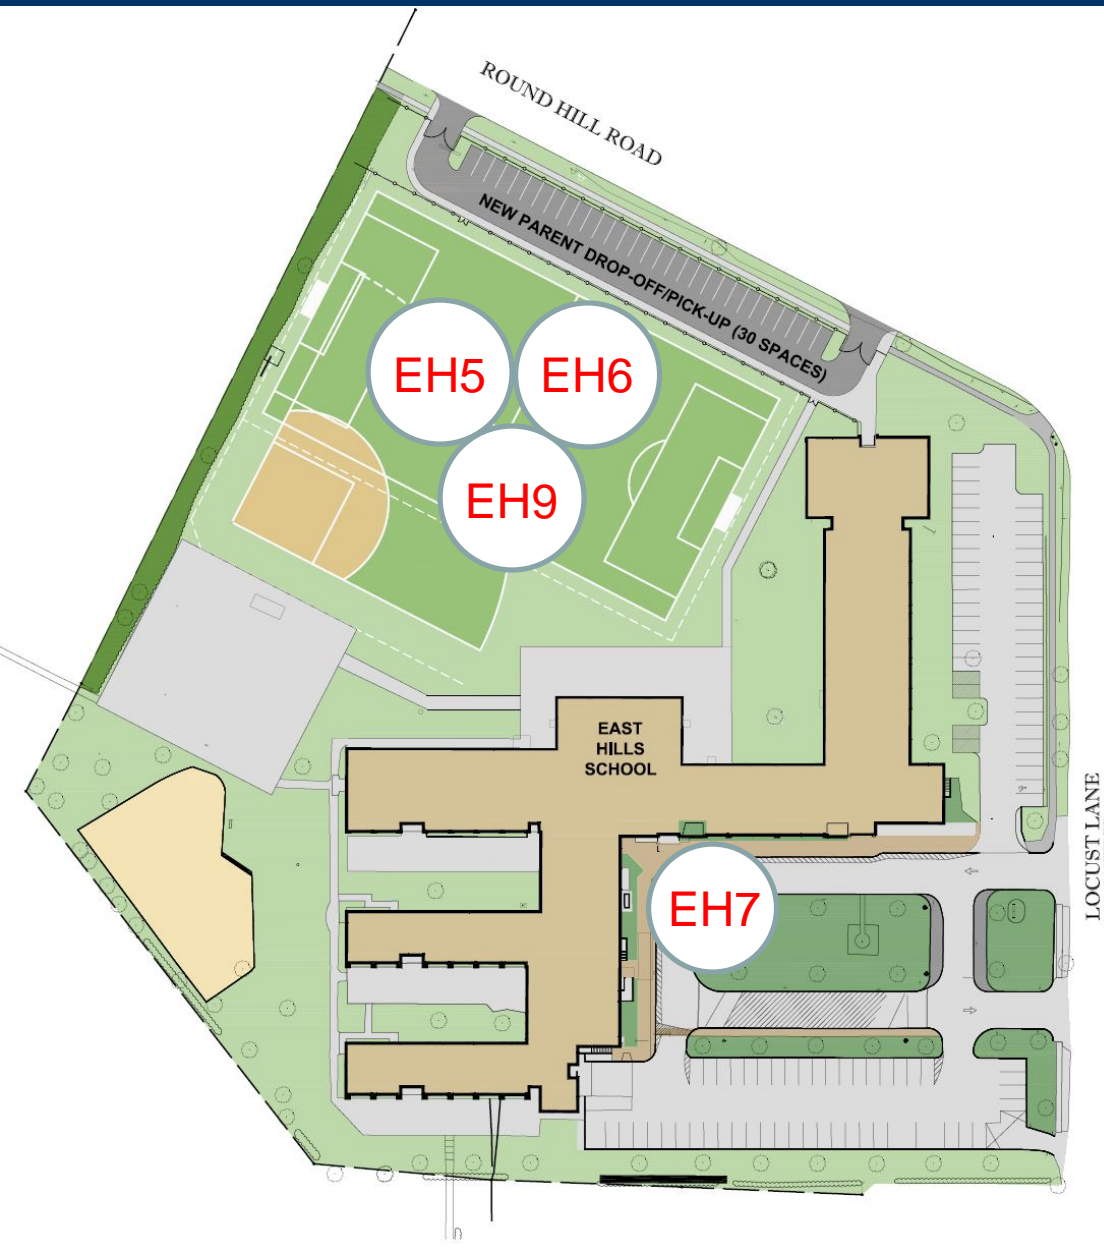 ROUND HILL ROAD
NEW PARENT DROP-OFF/PICK-UP (30 SPACES)
EH5
EH6
EH9
EAST
HILLS
SCHOOL
EH7
LOCUST LANE